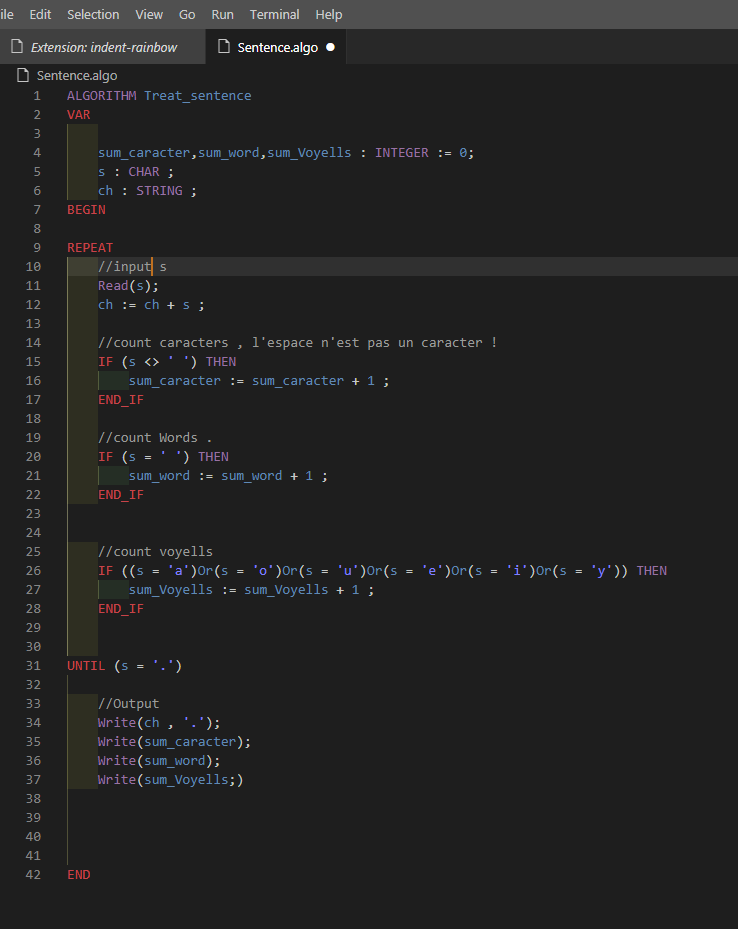 ile Edit Selection View Go Run Terminal Help
Extension: indent-rainbow Sentence.algo
Sentence.algo
1 ALGORITHM Treat_sentence
2 VAR
3
4 sum_caracter,sum_word,sum_Voyells : INTEGER := 0;
5 s : CHAR ;
6 ch : STRING ;
7 BEGIN
8
9 REPEAT
10 //input s
11 Read(s);
12 ch := ch + s ;
13
14 //count caracters , l'espace n'est pas un caracter !
15 IF (s <> ' ') THEN
16 sum_caracter := sum_caracter + 1 ;
17 END_IF
18
19 //count Words .
20 IF (s = ' ') THEN
21 sum_word := sum_word + 1 ;
22 END_IF
23
24
25 //count voyells
26 IF ((s = 'a')Or(s = 'o')Or(s = 'u')Or(s = 'e')Or(s = 'i')Or(s = 'y')) THEN
27 sum_Voyells := sum_Voyells + 1 ;
28 END_IF
29
30
31 UNTIL (s = '.')
32
33 //Output
34 Write(ch , '.');
35 Write(sum_caracter);
36 Write(sum_word);
37 Write(sum_Voyells;)
38
39
40
41
42 END